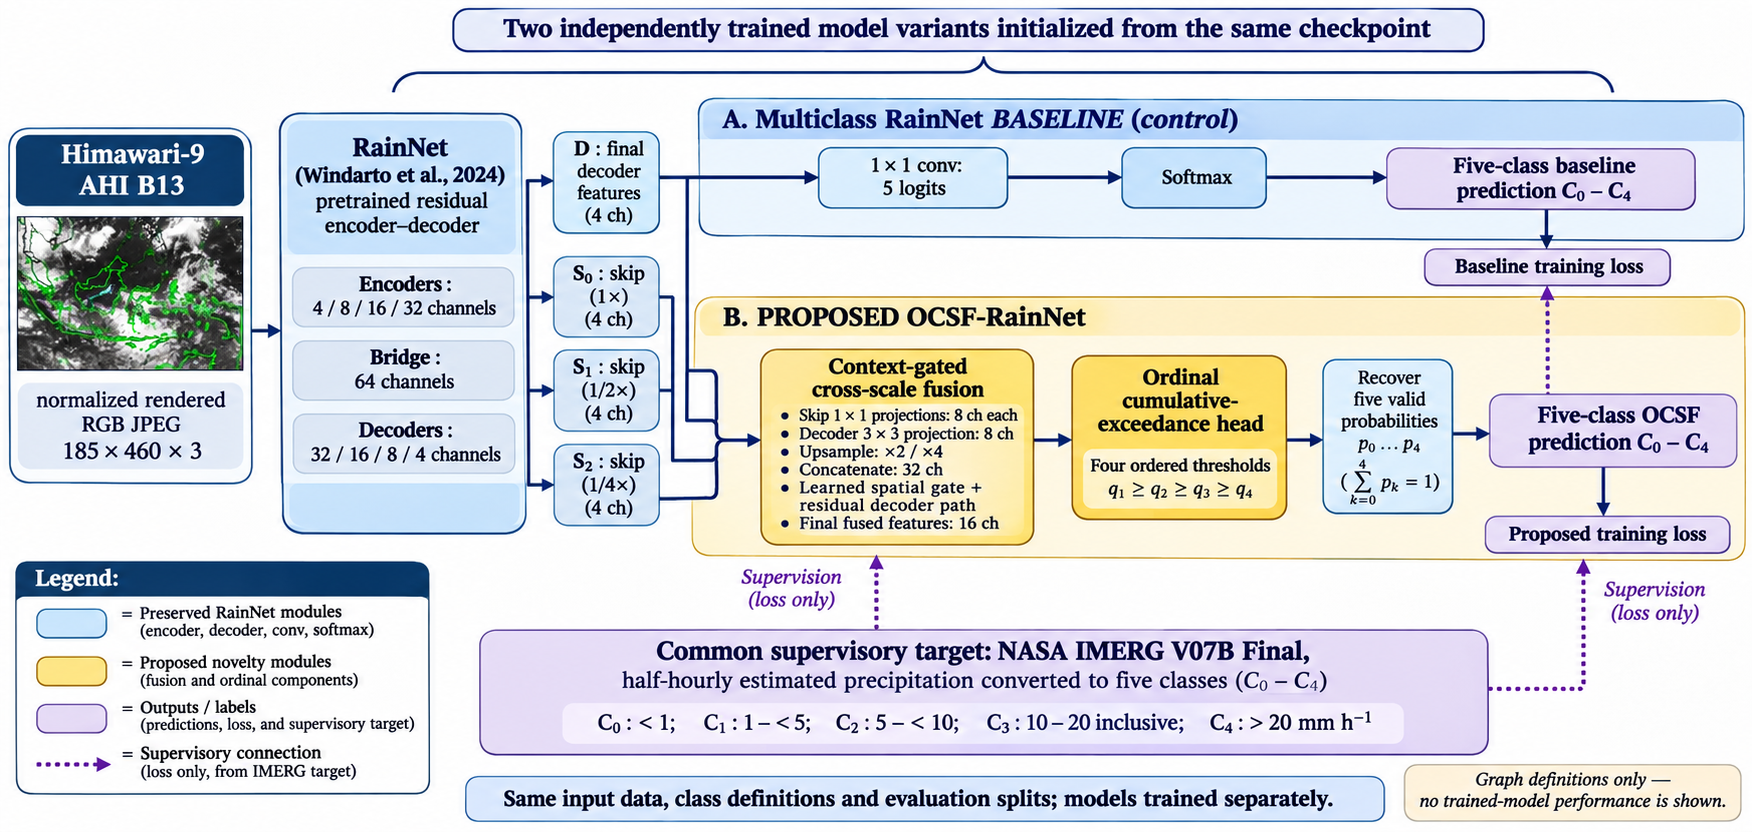 Two independently trained model variants initialized from the same checkpoint
Himawari-9
AHI B13
normalized rendered
RGB JPEG
185 × 460 × 3
RainNet
(Windarto et al., 2024)
pretrained residual
encoder–decoder
Encoders :
4 / 8 / 16 / 32 channels
Bridge :
64 channels
Decoders :
32 / 16 / 8 / 4 channels
D : final
decoder
features
(4 ch)
S₀ : skip
(1×)
(4 ch)
S₁ : skip
(1/2×)
(4 ch)
S₂ : skip
(1/4×)
(4 ch)
A. Multiclass RainNet BASELINE (control)
1 × 1 conv:
5 logits
Softmax
Five-class baseline
prediction C₀ – C₄
Baseline training loss
B. PROPOSED OCSF-RainNet
Context-gated
cross-scale fusion
• Skip 1 × 1 projections: 8 ch each
• Decoder 3 × 3 projection: 8 ch
• Upsample: ×2 / ×4
• Concatenate: 32 ch
• Learned spatial gate +
residual decoder path
• Final fused features: 16 ch
Ordinal
cumulative-
exceedance head
Four ordered thresholds
q₁ ≥ q₂ ≥ q₃ ≥ q₄
Recover
five valid
probabilities
p₀ … p₄
4
( ∑ pₖ = 1)
k=0
Five-class OCSF
prediction C₀ – C₄
Proposed training loss
Supervision
(loss only)
Supervision
(loss only)
Common supervisory target: NASA IMERG V07B Final,
half-hourly estimated precipitation converted to five classes (C₀ – C₄)
C₀ : < 1; C₁ : 1 – < 5; C₂ : 5 – < 10; C₃ : 10 – 20 inclusive; C₄ : > 20 mm h⁻¹
Legend:
= Preserved RainNet modules
(encoder, decoder, conv, softmax)
= Proposed novelty modules
(fusion and ordinal components)
= Outputs / labels
(predictions, loss, and supervisory target)
= Supervisory connection
(loss only, from IMERG target)
Same input data, class definitions and evaluation splits; models trained separately.
Graph definitions only —
no trained-model performance is shown.